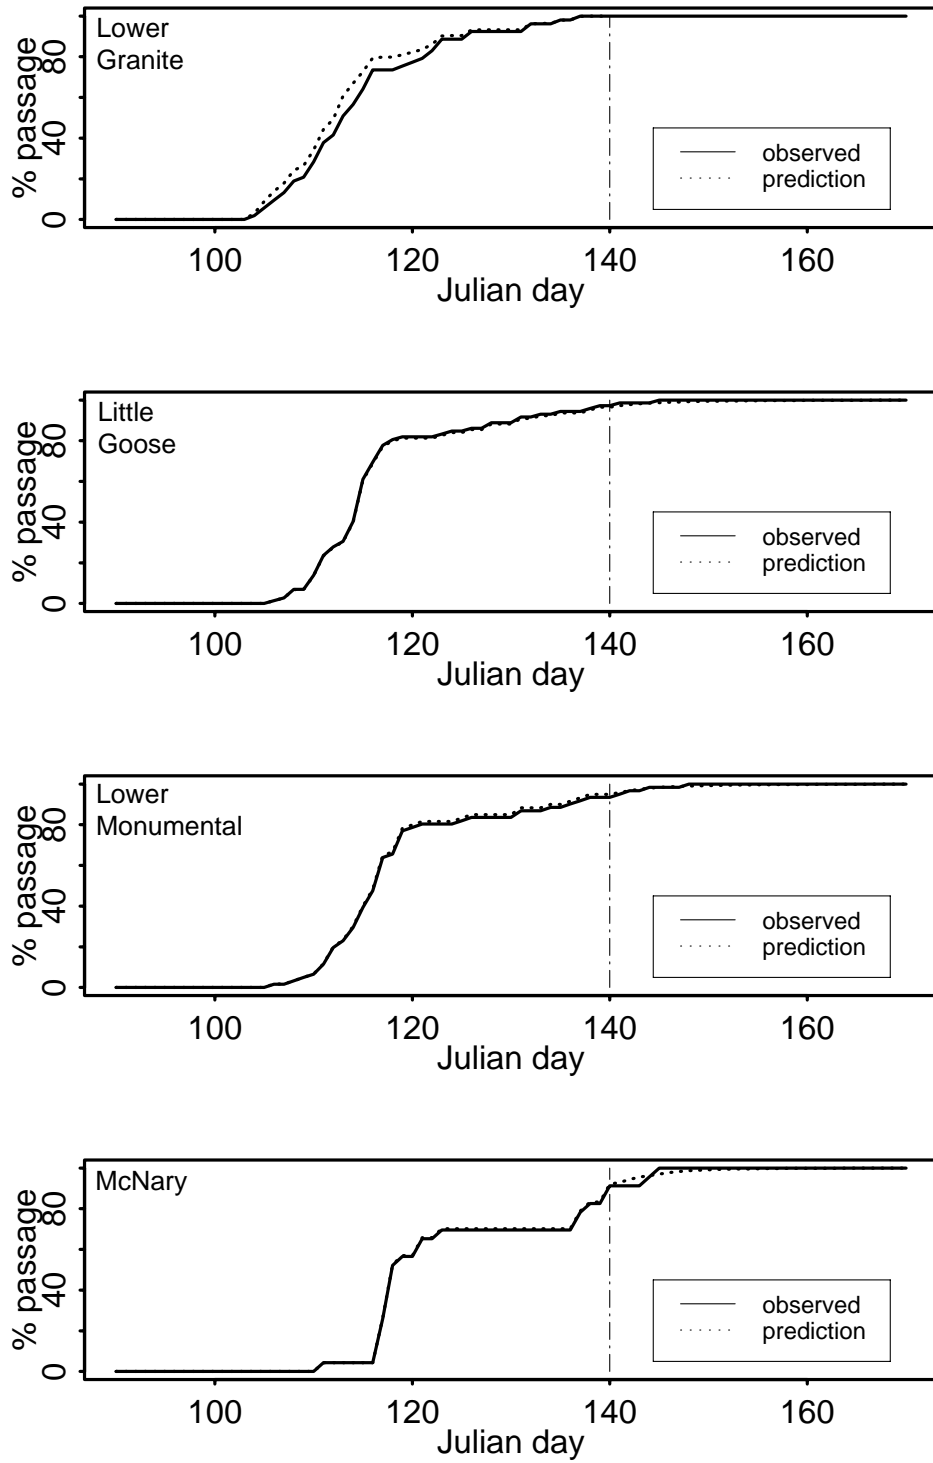 Lower
Granite
% passage
0 40 80
observed
prediction
100 120 140 160
Julian day
Little
Goose
% passage
0 40 80
observed
prediction
100 120 140 160
Julian day
Lower
Monumental
% passage
0 40 80
observed
prediction
100 120 140 160
Julian day
McNary
% passage
0 40 80
observed
prediction
100 120 140 160
Julian day